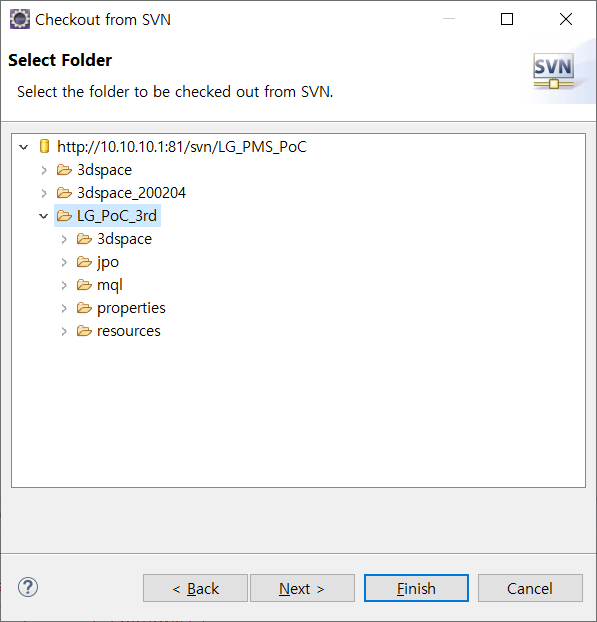 Checkout from SVN
Select Folder
Select the folder to be checked out from SVN.
SVN
http://10.10.10.1:81/svn/LG_PMS_PoC
3dspace
3dspace_200204
LG_PoC_3rd
3dspace
jpo
mql
properties
resources
?
< Back
Next >
Finish
Cancel